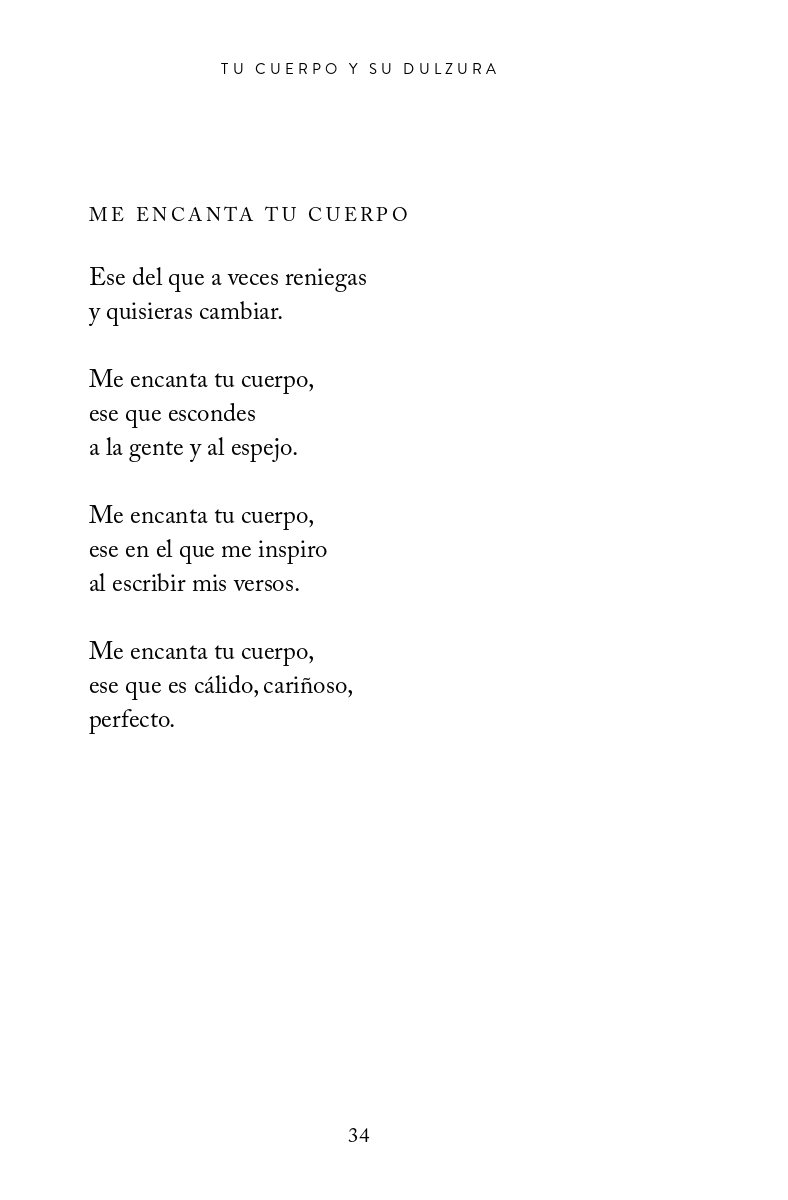 TU CUERPO Y SU DULZURA
ME ENCANTA TU CUERPO
Ese del que a veces reniegas
y quisieras cambiar.
Me encanta tu cuerpo,
ese que escondes
a la gente y al espejo.
Me encanta tu cuerpo,
ese en el que me inspiro
al escribir mis versos.
Me encanta tu cuerpo,
ese que es cálido, cariñoso,
perfecto.
34